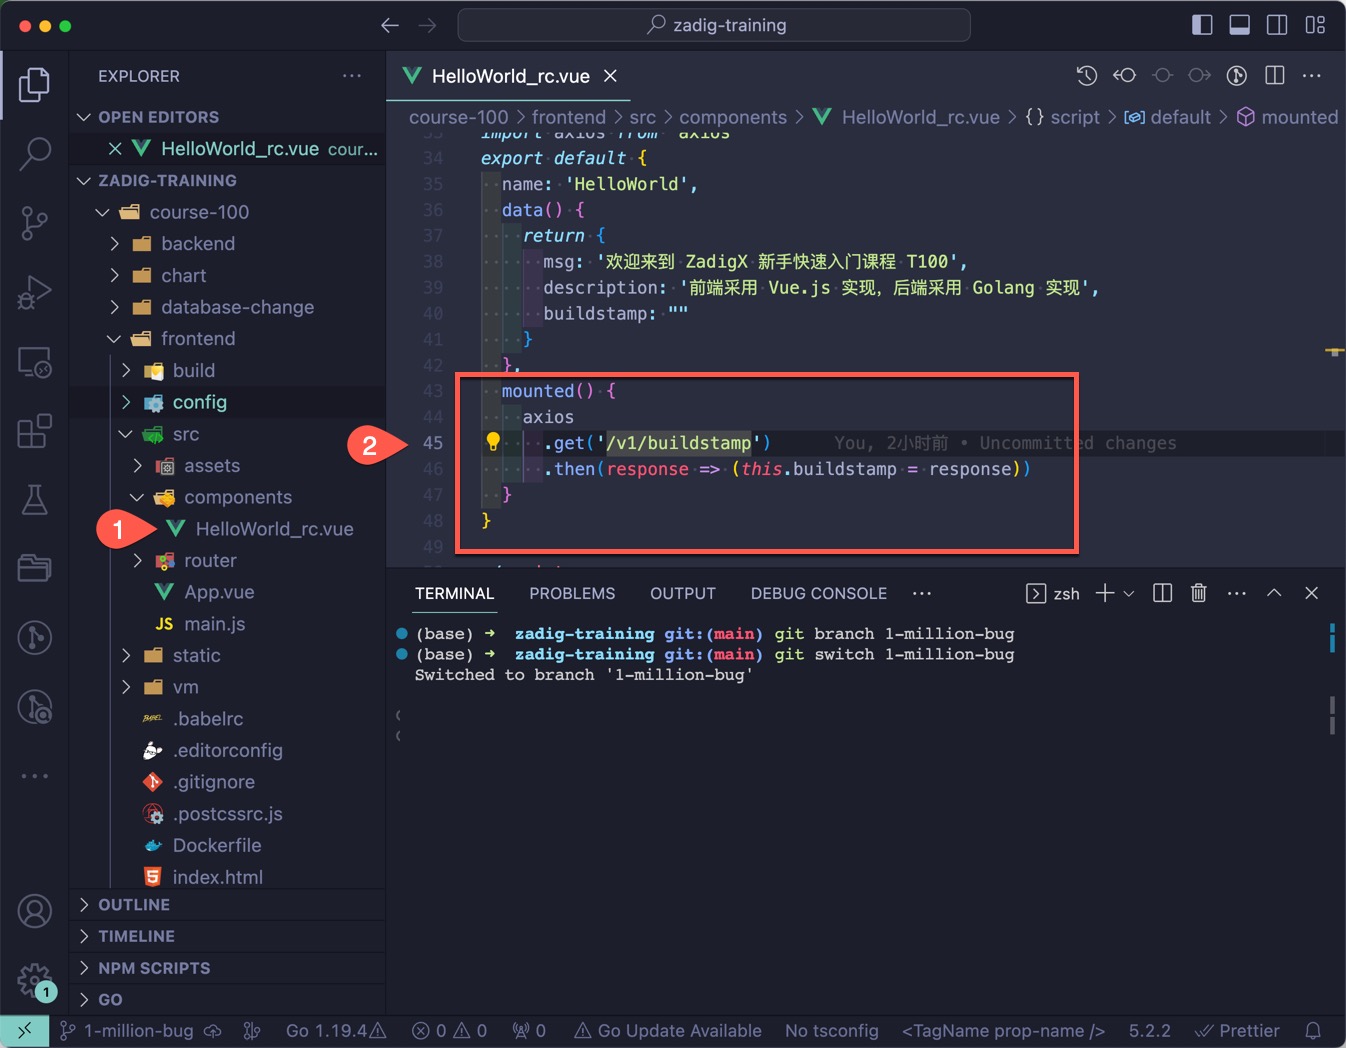 zadig-training
EXPLORER
OPEN EDITORS
HelloWorld_rc.vue cour...
ZADIG-TRAINING
course-100
backend
chart
database-change
frontend
build
config
src
assets
components
1
HelloWorld_rc.vue
router
App.vue
JS main.js
static
vm
BABEL .babelrc
.editorconfig
.gitignore
.postcssrc.js
Dockerfile
5 index.html
OUTLINE
TIMELINE
NPM SCRIPTS
GO
1
HelloWorld_rc.vue
course-100 > frontend > src > components > HelloWorld_rc.vue > {} script > default > mounted
33 import axios from 'axios'
34 export default {
35 name: 'HelloWorld',
36 data() {
37 return {
38 msg: '欢迎来到 ZadigX 新手快速入门课程 T100',
39 description: '前端采用 Vue.js 实现，后端采用 Golang 实现',
40 buildstamp: ""
41 }
42 },
43 mounted() {
44 axios
2
45 .get('/v1/buildstamp') You, 2小时前 • Uncommitted changes
46 .then(response => (this.buildstamp = response))
47 }
48 }
49
TERMINAL PROBLEMS OUTPUT DEBUG CONSOLE ··· zsh
(base) → zadig-training git:(main) git branch 1-million-bug
(base) → zadig-training git:(main) git switch 1-million-bug
Switched to branch '1-million-bug'
1-million-bug Go 1.19.4 0 0 0 Go Update Available No tsconfig <TagName prop-name /> 5.2.2 Prettier